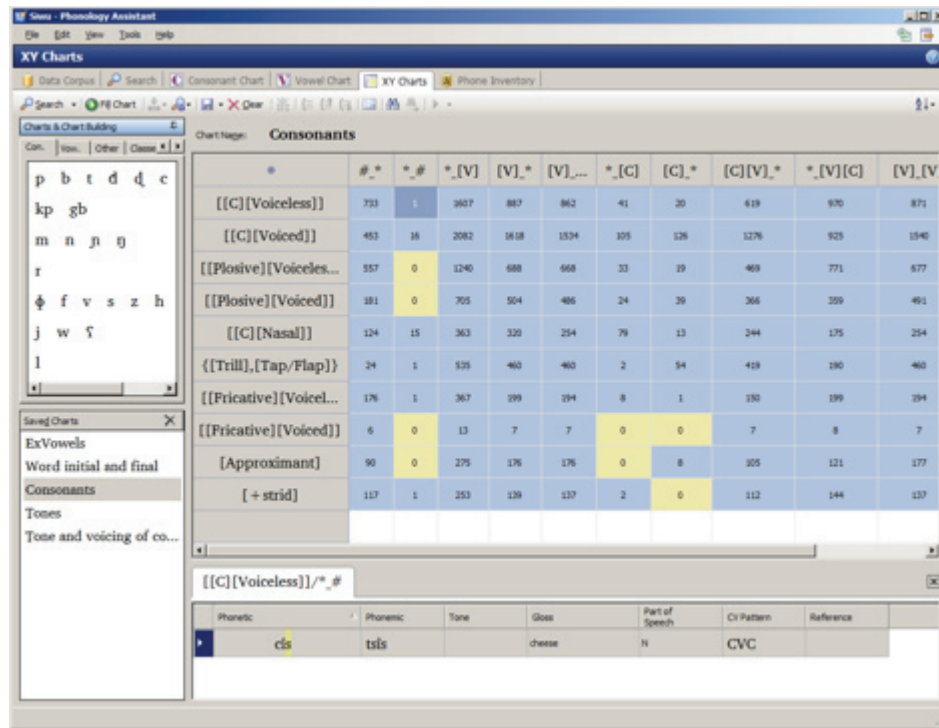 Siwu - Phonology Assistant
File Edit View Tools Help
XY Charts
Data Corpus Search Consonant Chart Vowel Chart XY Charts Phone Inventory
Search Fill Chart Clear
Charts & Chart Building
Con. Vow. Other Classe
p b t d ɖ c
kp gb
m n ɲ ŋ
r
ɸ f v s z h
j w ʕ
l
Saved Charts
ExVowels
Word initial and final
Consonants
Tones
Tone and voicing of co...
Chart Name: Consonants
#_* *_# *_[V] [V]_* [V]_... *_[C] [C]_* [C][V]_* *_[V][C] [V]_[V
[[C][Voiceless]] 733 1 1607 887 862 41 20 619 970 871
[[C][Voiced]] 453 16 2082 1618 1534 105 126 1276 925 1540
[[Plosive][Voiceles... 557 0 1240 688 668 33 19 469 771 677
[[Plosive][Voiced]] 181 0 705 504 486 24 39 366 359 491
[[C][Nasal]] 124 15 363 320 254 79 13 244 175 254
{[Trill],[Tap/Flap]} 24 1 535 460 460 2 54 419 190 460
[[Fricative][Voicel... 176 1 367 199 194 8 1 150 199 194
[[Fricative][Voiced]] 6 0 13 7 7 0 0 7 8 7
[Approximant] 90 0 275 176 176 0 8 105 121 177
[+strid] 117 1 253 139 137 2 0 112 144 137
[[C][Voiceless]]/*_#
Phonetic Phonemic Tone Gloss Part of Speech CV Pattern Reference
cheese N CVC